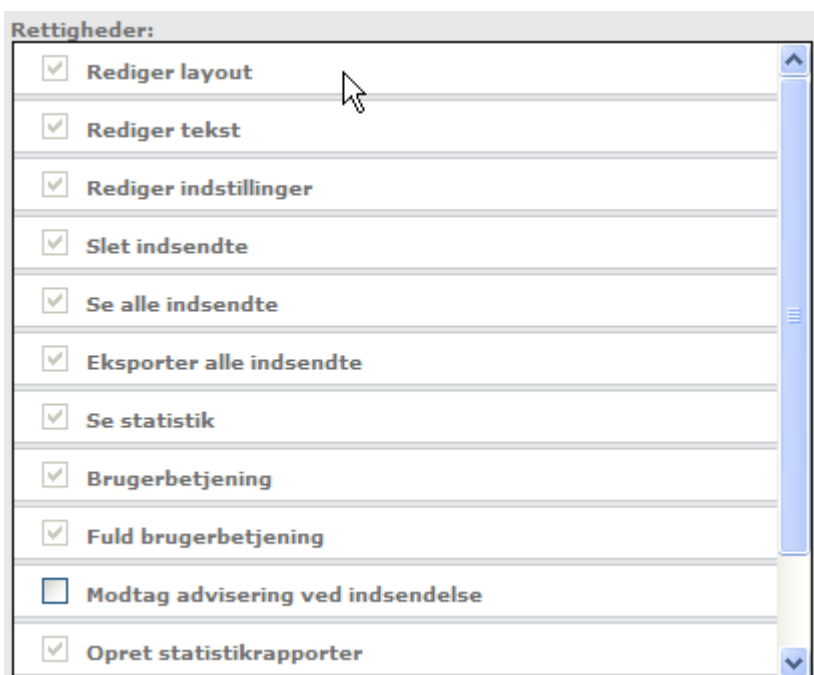 Rettigheder:
Rediger layout
Rediger tekst
Rediger indstillinger
Slet indsendte
Se alle indsendte
Eksporter alle indsendte
Se statistik
Brugerbetjening
Fuld brugerbetjening
Modtag advisering ved indsendelse
Opret statistikrapporter